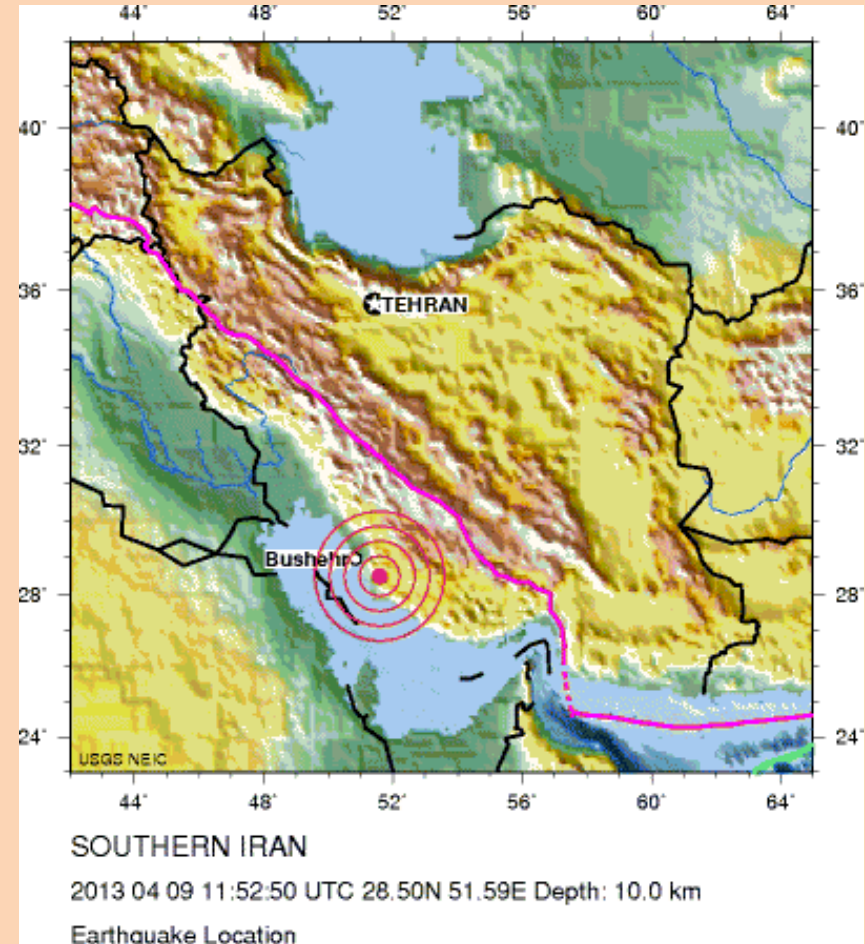 44° 48° 52° 56° 60° 64°
40° 40°
36° 36°
TEHRAN
32° 32°
Bushehr
28° 28°
24° 24°
USGS NEIC
44° 48° 52° 56° 60° 64°
SOUTHERN IRAN
2013 04 09 11:52:50 UTC 28.50N 51.59E Depth: 10.0 km
Earthquake Location